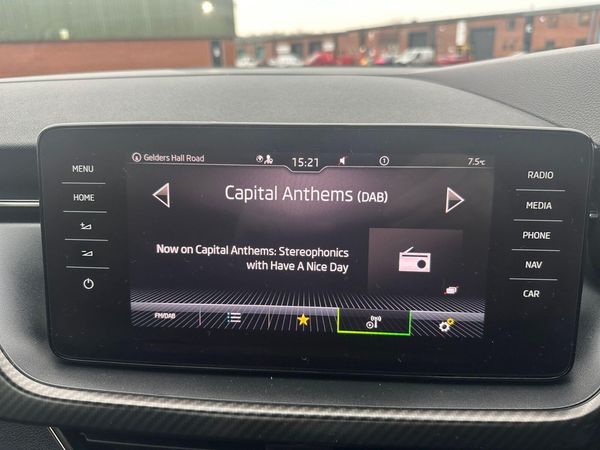 Gelders Hall Road
15:21
7.5°C
MENU
HOME
RADIO
MEDIA
PHONE
NAV
CAR
Capital Anthems (DAB)
Now on Capital Anthems: Stereophonics
with Have A Nice Day
FM/DAB